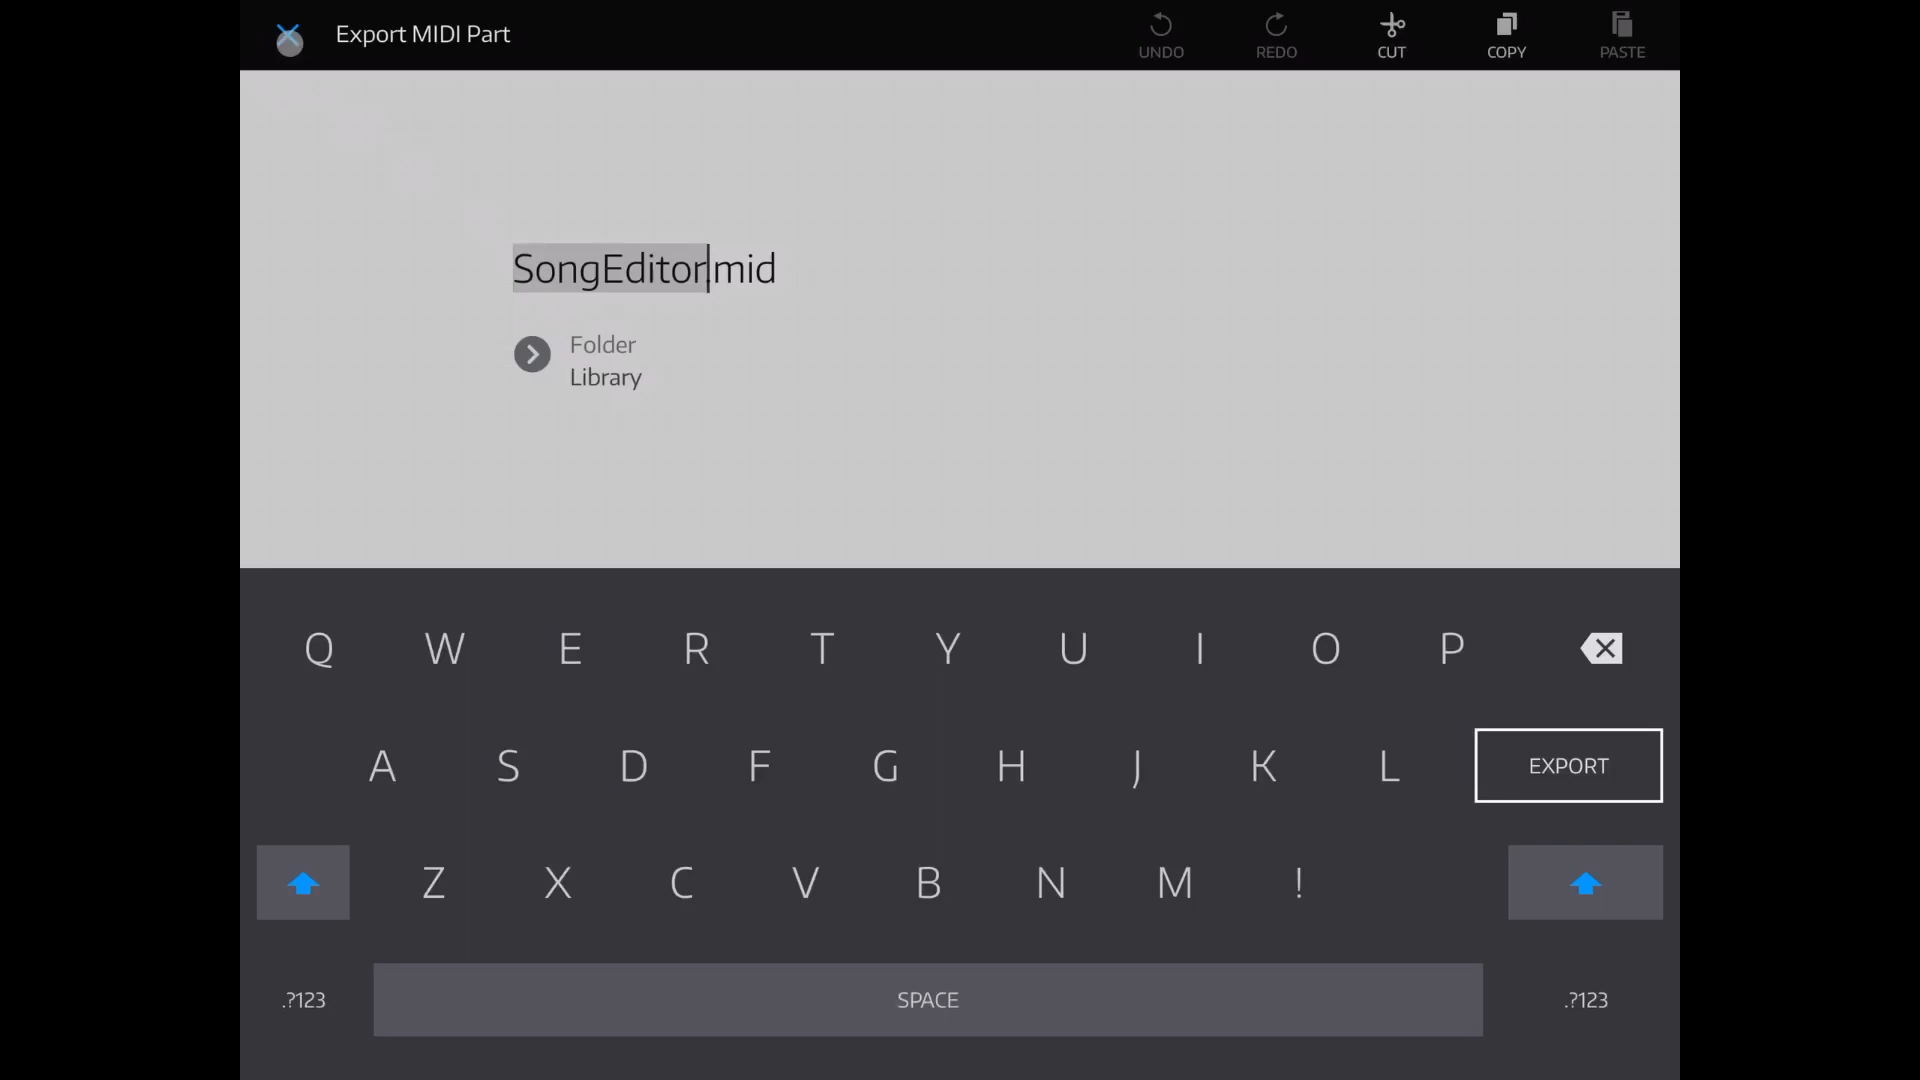 Export MIDI Part
UNDO REDO CUT COPY PASTE
SongEditor.mid
Folder
Library
Q W E R T Y U I O P
A S D F G H J K L EXPORT
Z X C V B N M !
.?123 SPACE .?123